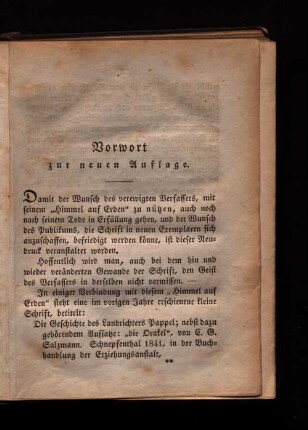 Vorwort
zur neuen Auflage.
Damit der Wunsch des verewigten Verfassers, mit
seinem „Himmel auf Erden“ zu nützen, auch noch
nach seinem Tode in Erfüllung gehen, und der Wunsch
des Publikums, die Schrift in neuen Exemplaren sich
anzuschaffen, befriedigt werden könne, ist dieser Neu-
druck veranstaltet worden.
Hoffentlich wird man, auch bei dem hin und
wieder veränderten Gewande der Schrift, den Geist
des Verfassers in derselben nicht vermissen. —
In einiger Verbindung mit diesem „Himmel auf
Erden“ steht eine im vorigen Jahre erschienene kleine
Schrift, betitelt:
Die Geschichte des Landrichters Pappel; nebst dazu
gehörendem Aufsatze: „die Orakel“, von C. G.
Salzmann. Schnepfenthal 1841, in der Buch-
handlung der Erziehungsanstalt.
**